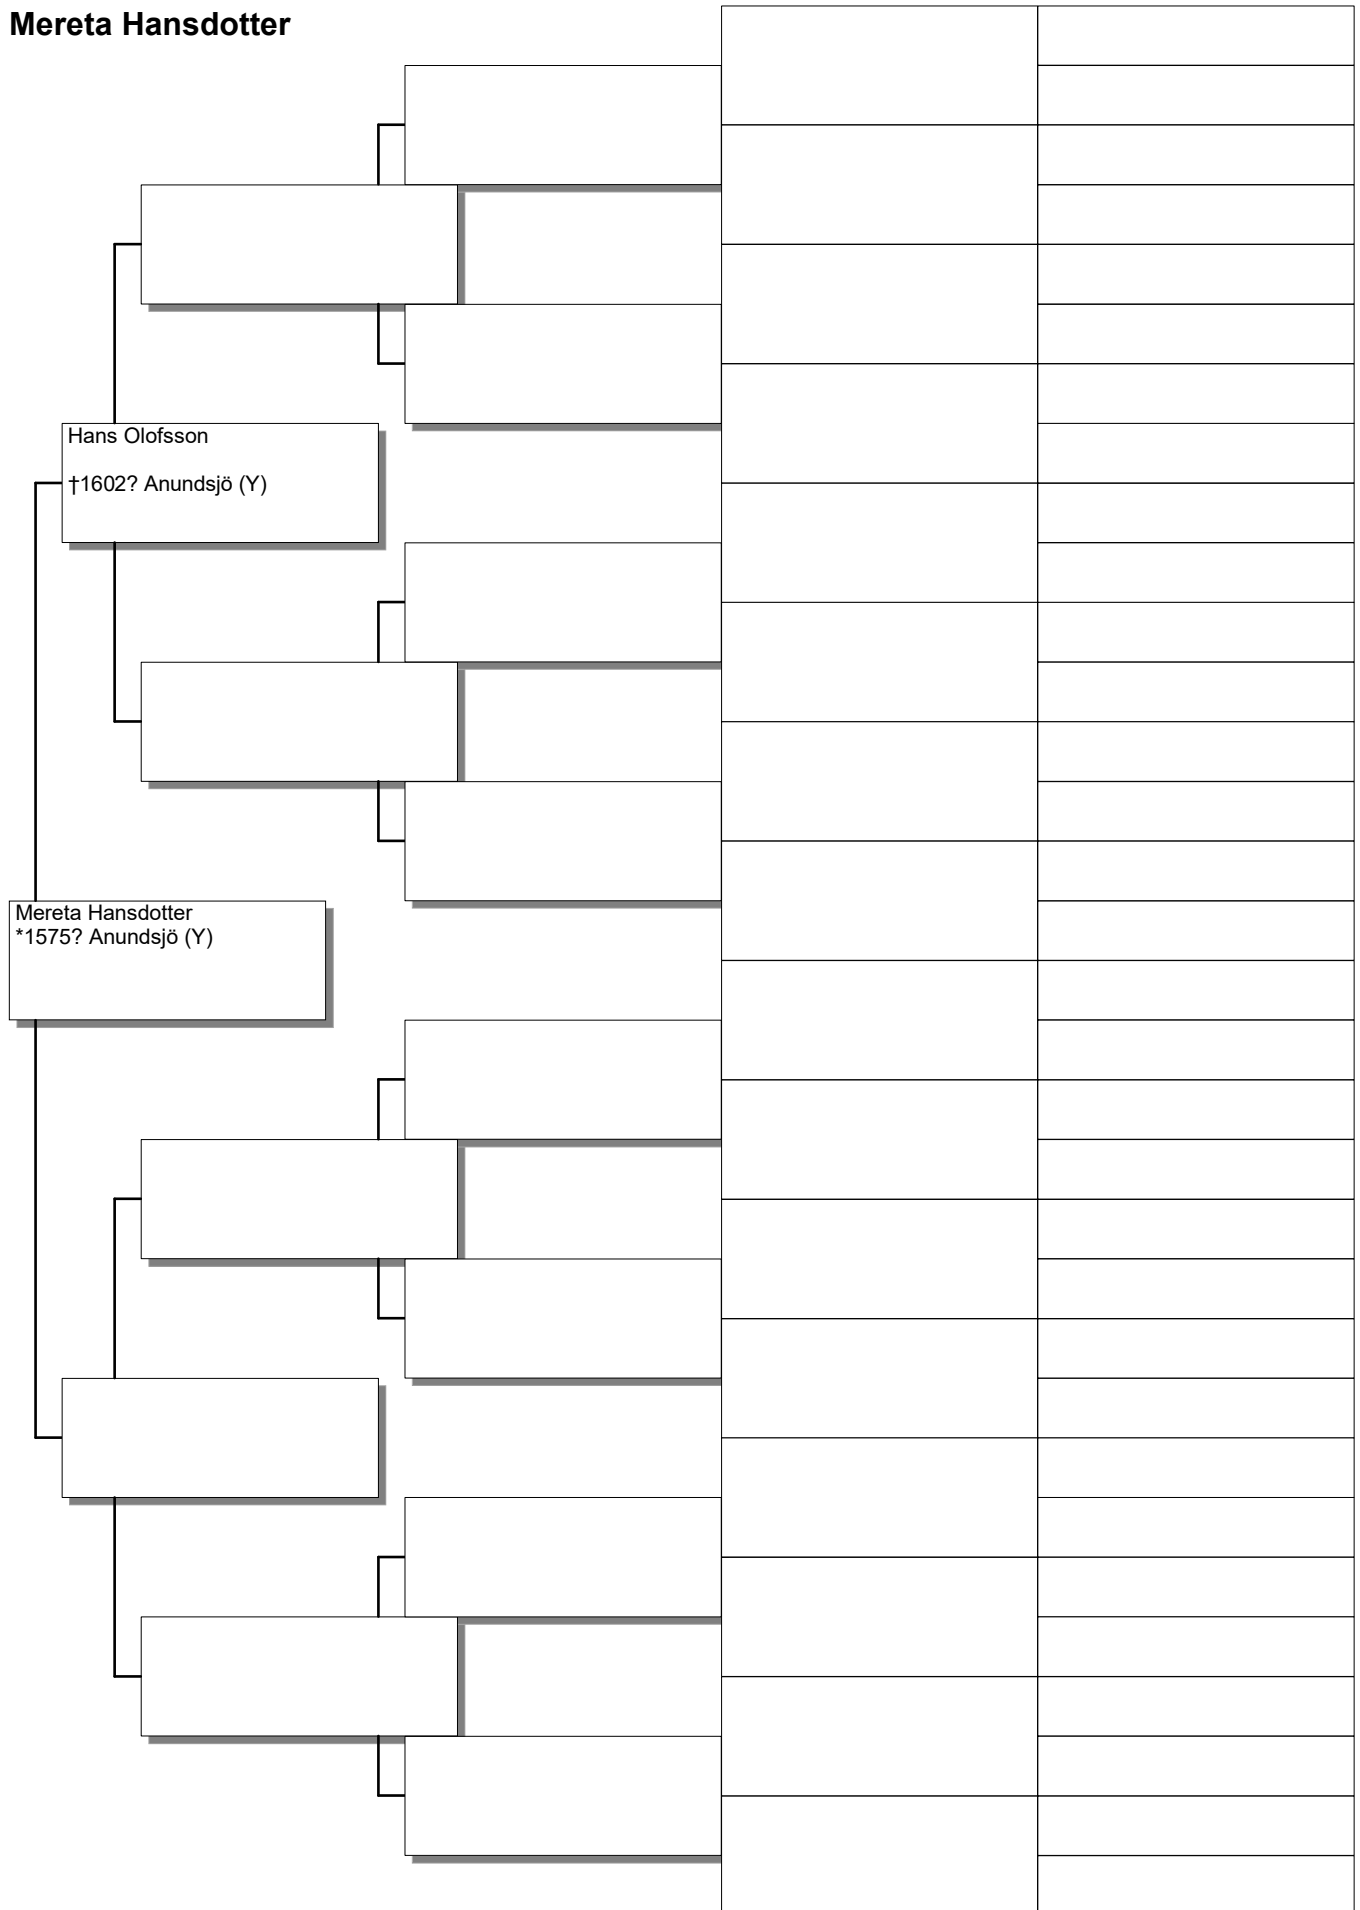 Mereta Hansdotter
Hans Olofsson
†1602? Anundsjö (Y)
Mereta Hansdotter
*1575? Anundsjö (Y)